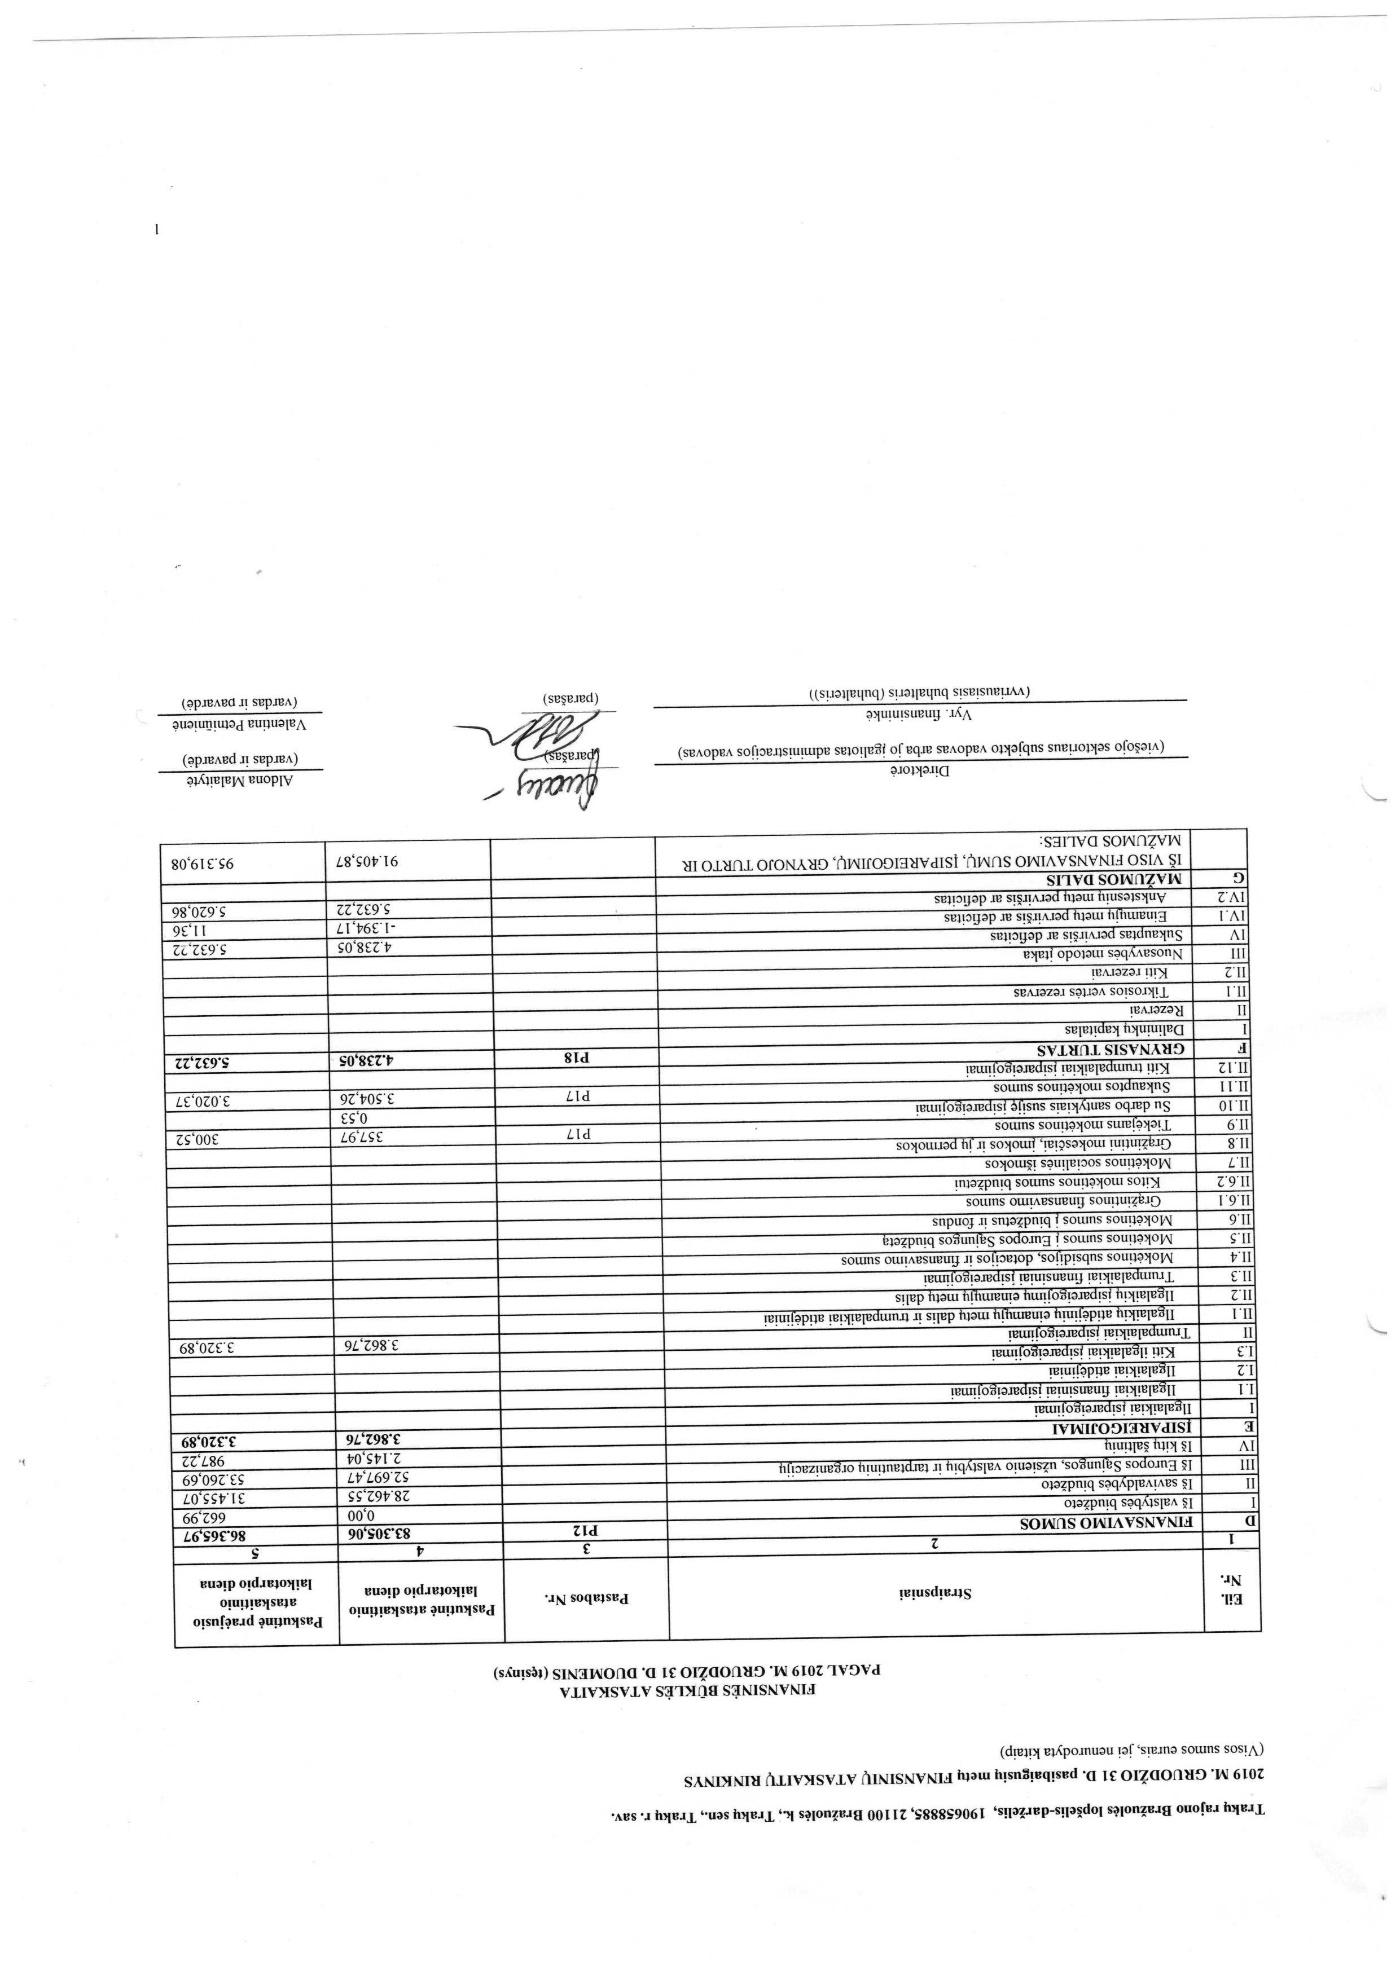 Trakų rajono Bražuolės lopšelis-darželis, 190658885, 21100 Bražuolės k., Trakų sen., Trakų r. sav.
2019 M. GRUODŽIO 31 D. pasibaigusių metų FINANSINIŲ ATASKAITŲ RINKINYS
(Visos sumos eurais, jei nenurodyta kitaip)
FINANSINĖS BŪKLĖS ATASKAITA
PAGAL 2019 M. GRUODŽIO 31 D. DUOMENIS (tęsinys)
Eil. Nr. Straipsniai Pastabos Nr. Paskutinė ataskaitinio laikotarpio diena Paskutinė praėjusio ataskaitinio laikotarpio diena
1 2 3 4 5
D FINANSAVIMO SUMOS P12 83.305,06 86.365,97
I Iš valstybės biudžeto 0,00 662,99
II Iš savivaldybės biudžeto 28.462,55 31.455,07
III Iš Europos Sąjungos, užsienio valstybių ir tarptautinių organizacijų 52.697,47 53.260,69
IV Iš kitų šaltinių 2.145,04 987,22
E ĮSIPAREIGOJIMAI 3.862,76 3.320,89
I Ilgalaikiai įsipareigojimai
I.1 Ilgalaikiai finansiniai įsipareigojimai
I.2 Ilgalaikiai atidėjiniai
I.3 Kiti ilgalaikiai įsipareigojimai
II Trumpalaikiai įsipareigojimai 3.862,76 3.320,89
II.1 Ilgalaikių atidėjinių einamųjų metų dalis ir trumpalaikiai atidėjiniai
II.2 Ilgalaikių įsipareigojimų einamųjų metų dalis
II.3 Trumpalaikiai finansiniai įsipareigojimai
II.4 Mokėtinos subsidijos, dotacijos ir finansavimo sumos
II.5 Mokėtinos sumos į Europos Sąjungos biudžetą
II.6 Mokėtinos sumos į biudžetus ir fondus
II.6.1 Grąžintinos finansavimo sumos
II.6.2 Kitos mokėtinos sumos biudžetui
II.7 Mokėtinos socialinės išmokos
II.8 Grąžintini mokesčiai, įmokos ir jų permokos
II.9 Tiekėjams mokėtinos sumos P17 357,97 300,52
II.10 Su darbo santykiais susiję įsipareigojimai 0,53
II.11 Sukauptos mokėtinos sumos P17 3.504,26 3.020,37
II.12 Kiti trumpalaikiai įsipareigojimai
F GRYNASIS TURTAS P18 4.238,05 5.632,22
I Dalininkų kapitalas
II Rezervai
II.1 Tikrosios vertės rezervas
II.2 Kiti rezervai
III Nuosavybės metodo įtaka
IV Sukauptas perviršis ar deficitas 4.238,05 5.632,22
IV.1 Einamųjų metų perviršis ar deficitas -1.394,17 11,36
IV.2 Ankstesnių metų perviršis ar deficitas 5.632,22 5.620,86
G MAŽUMOS DALIS
IŠ VISO FINANSAVIMO SUMŲ, ĮSIPAREIGOJIMŲ, GRYNOJO TURTO IR
MAŽUMOS DALIES: 91.405,87 95.319,08
Direktorė Aldona Malaitytė
(viešojo sektoriaus subjekto vadovas arba jo įgaliotas administracijos vadovas) (parašas) (vardas ir pavardė)
Vyr. finansininkė Valentina Petmūnienė
(vyriausiasis buhalteris (buhalteris)) (parašas) (vardas ir pavardė)
1